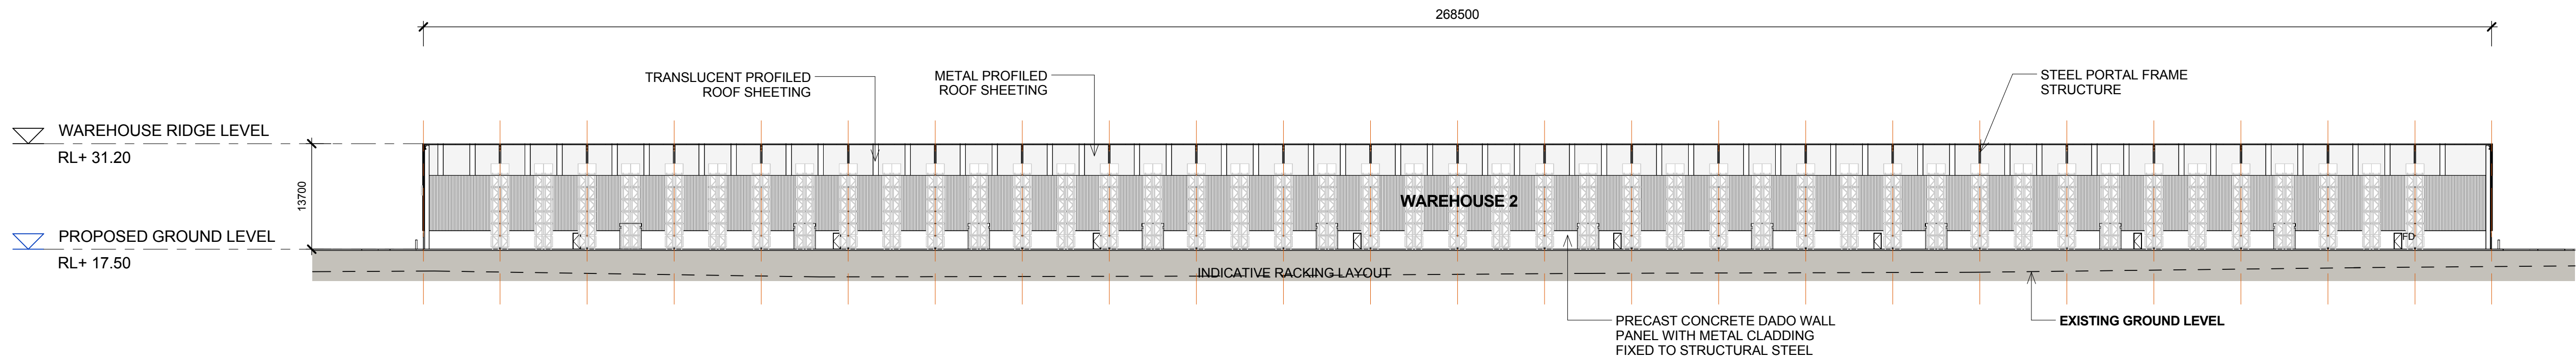 268500
TRANSLUCENT PROFILED
ROOF SHEETING
METAL PROFILED
ROOF SHEETING
STEEL PORTAL FRAME
STRUCTURE
WAREHOUSE RIDGE LEVEL
RL+ 31.20
13700
WAREHOUSE 2
PROPOSED GROUND LEVEL
RL+ 17.50
FD
INDICATIVE RACKING LAYOUT
PRECAST CONCRETE DADO WALL
PANEL WITH METAL CLADDING
FIXED TO STRUCTURAL STEEL
EXISTING GROUND LEVEL